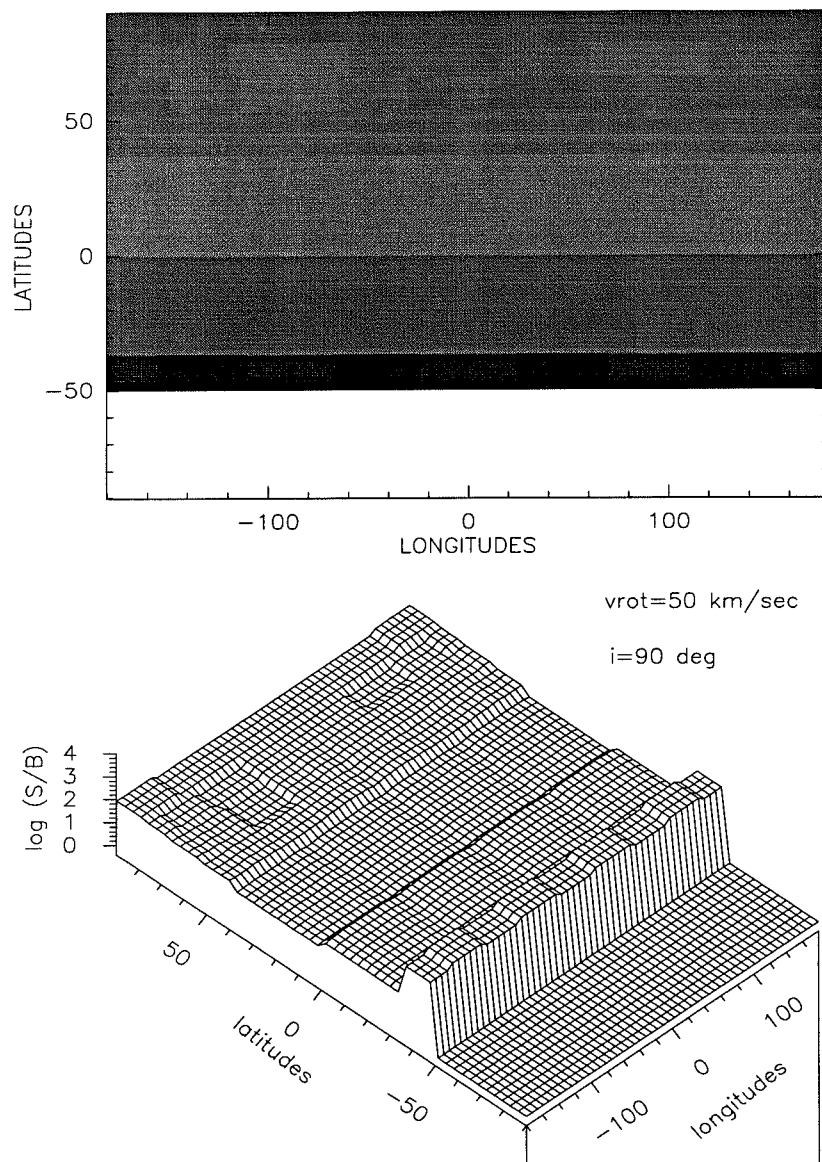 50
0
−50
LATITUDES
−100 0 100
LONGITUDES
vrot=50 km/sec
i=90 deg
log (S/B)
4
3
2
1
0
50
0
−50
latitudes
100
0
−100
longitudes